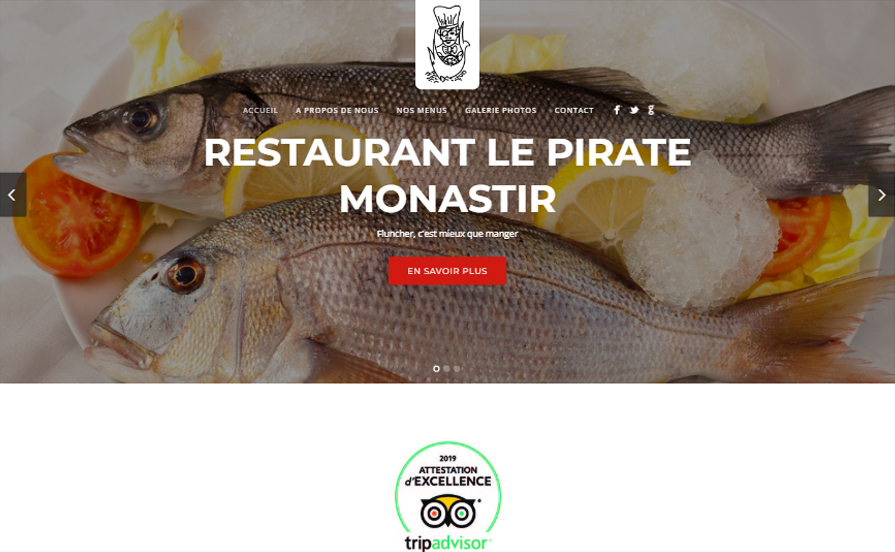 ACCUEIL A PROPOS DE NOUS NOS MENUS GALERIE PHOTOS CONTACT
RESTAURANT LE PIRATE
MONASTIR
Fluncher, c'est mieux que manger
EN SAVOIR PLUS
2019
ATTESTATION
d'EXCELLENCE
tripadvisor®